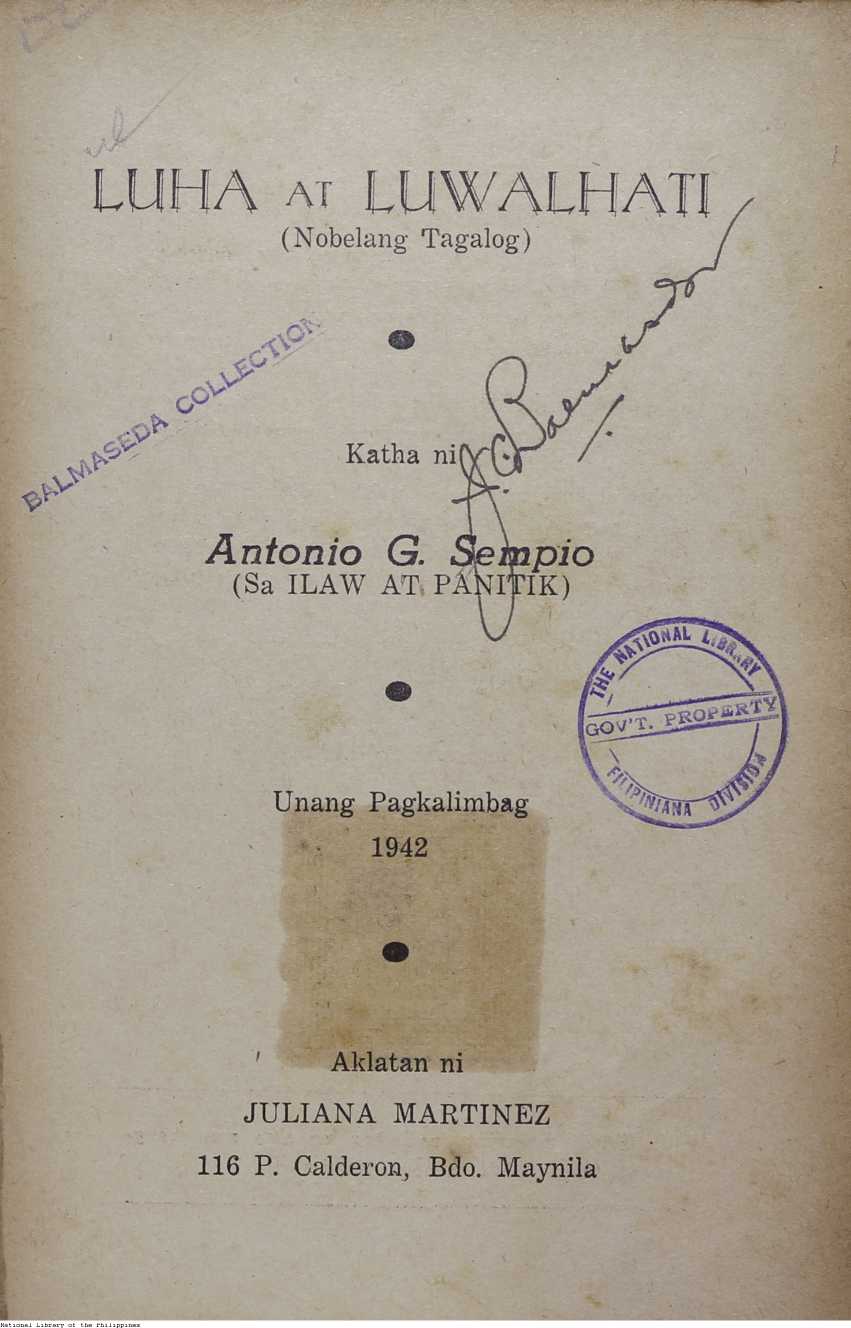 LUHA AT LUWALHATI
(Nobelang Tagalog)
BALMASEDA COLLECTION
Katha ni
J. C. Balmaseda
Antonio G. Sempio
(Sa ILAW AT PANITIK)
THE NATIONAL LIBRARY
GOV'T. PROPERTY
FILIPINIANA DIVISION
Unang Pagkalimbag
1942
Aklatan ni
JULIANA MARTINEZ
116 P. Calderon, Bdo. Maynila
National Library of the Philippines